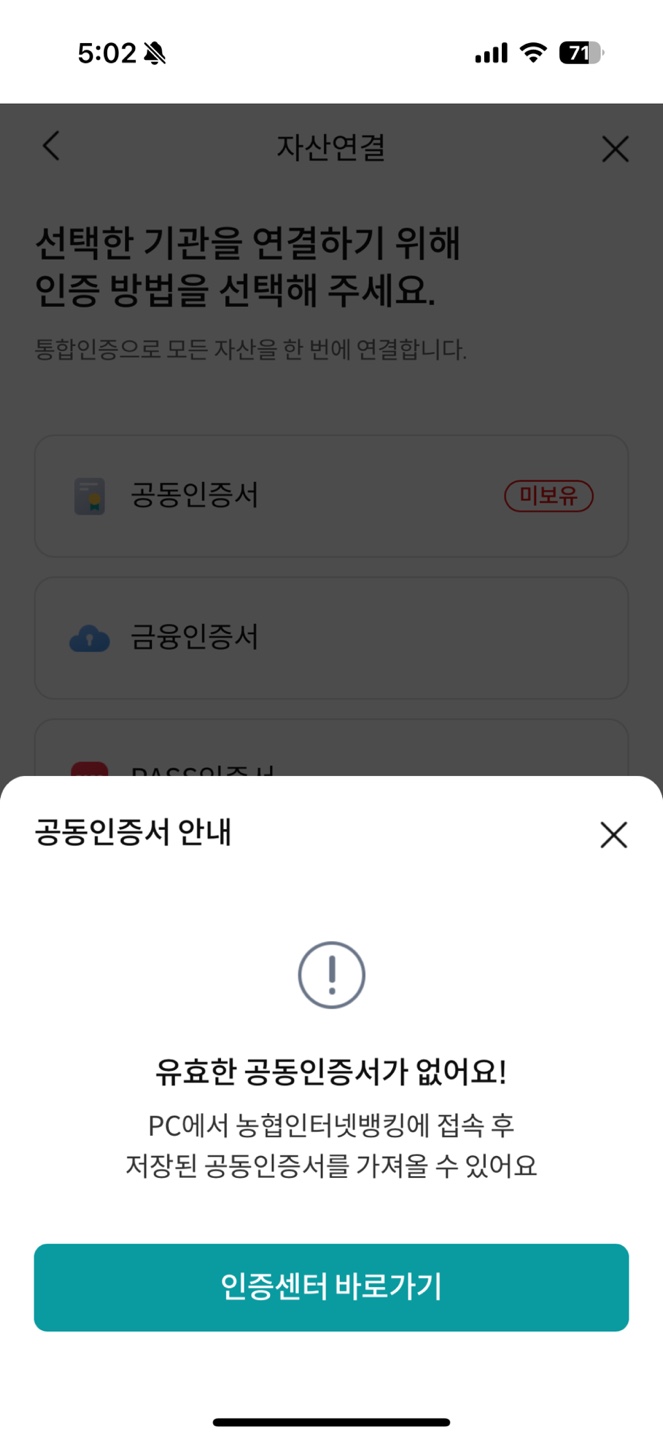 5:02
71
자산연결
선택한 기관을 연결하기 위해
인증 방법을 선택해 주세요.
통합인증으로 모든 자산을 한 번에 연결합니다.
공동인증서
미보유
금융인증서
PASS인증서
공동인증서 안내
유효한 공동인증서가 없어요!
PC에서 농협인터넷뱅킹에 접속 후
저장된 공동인증서를 가져올 수 있어요
인증센터 바로가기